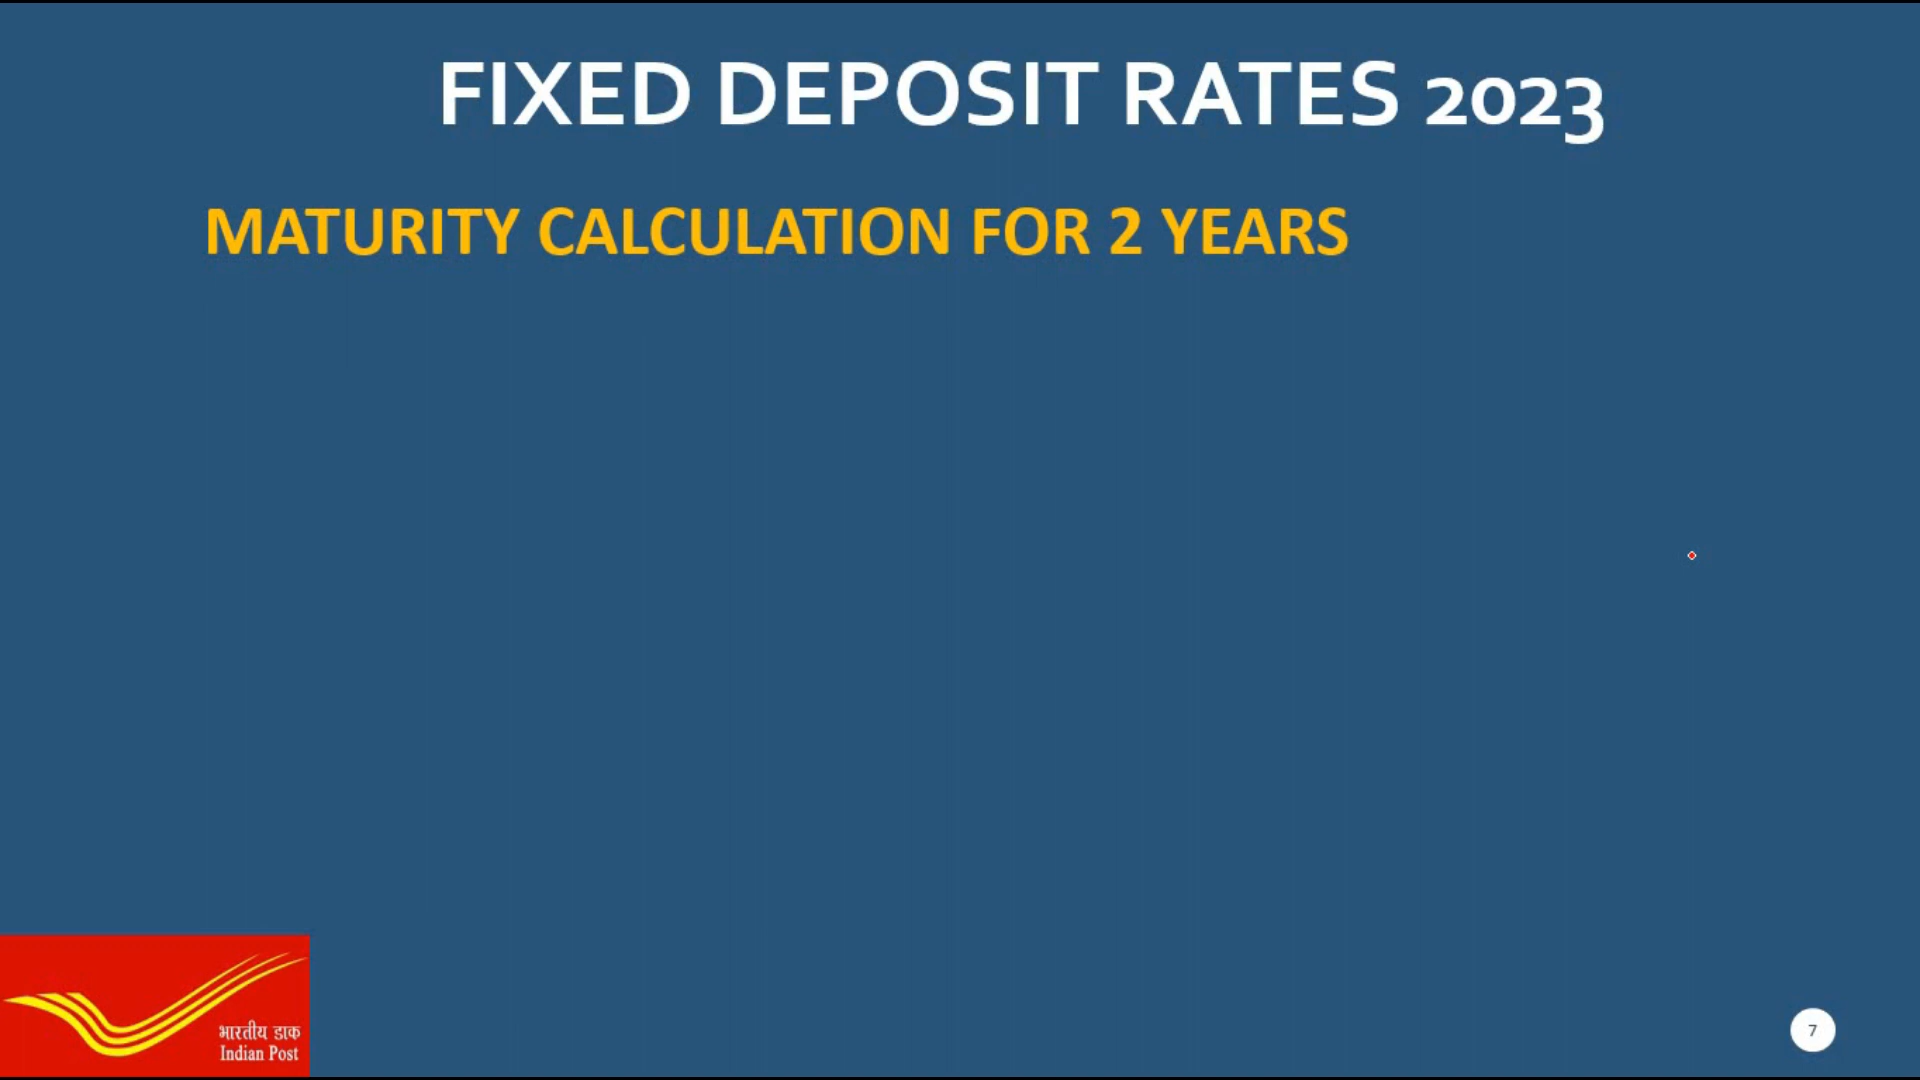 FIXED DEPOSIT RATES 2023
MATURITY CALCULATION FOR 2 YEARS
भारतीय डाक
Indian Post
7